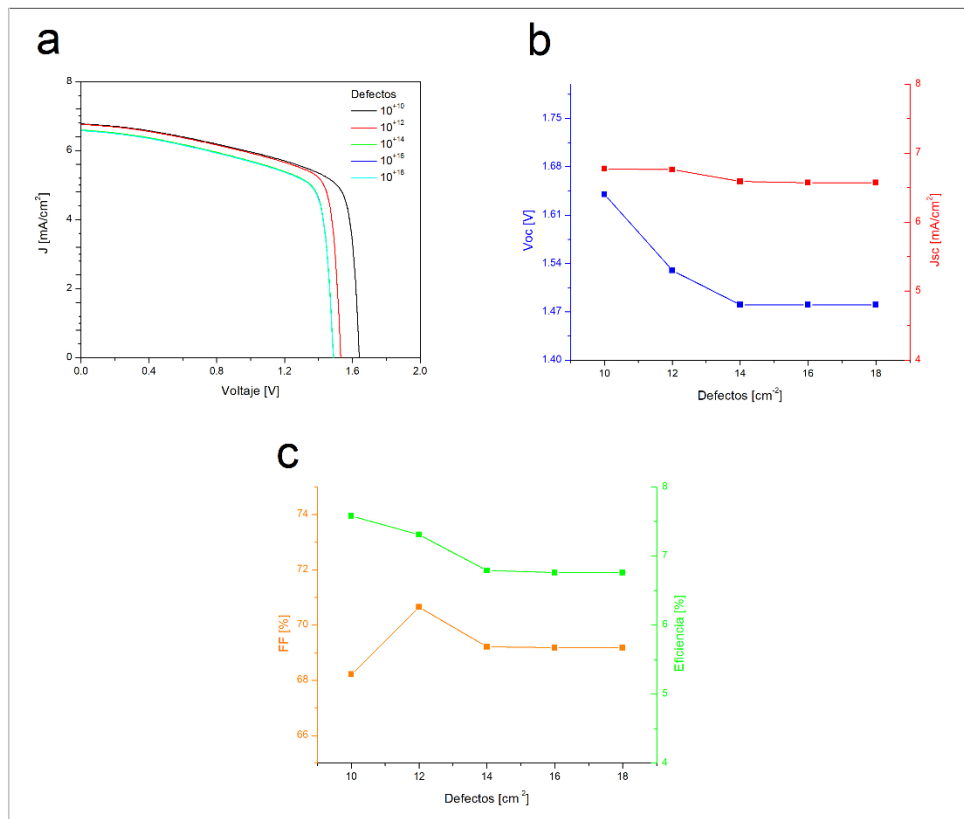 a
8
6
4
2
0
J [mA/cm²]
0.0 0.4 0.8 1.2 1.6 2.0
Voltaje [V]
Defectos
10⁺¹⁰
10⁺¹²
10⁺¹⁴
10⁺¹⁶
10⁺¹⁸
b
1.75
1.68
1.61
1.54
1.47
1.40
Voc [V]
8
7
6
5
4
Jsc [mA/cm²]
10 12 14 16 18
Defectos [cm⁻²]
c
74
72
70
68
66
FF [%]
8
7
6
5
4
Eficiencia [%]
10 12 14 16 18
Defectos [cm⁻²]